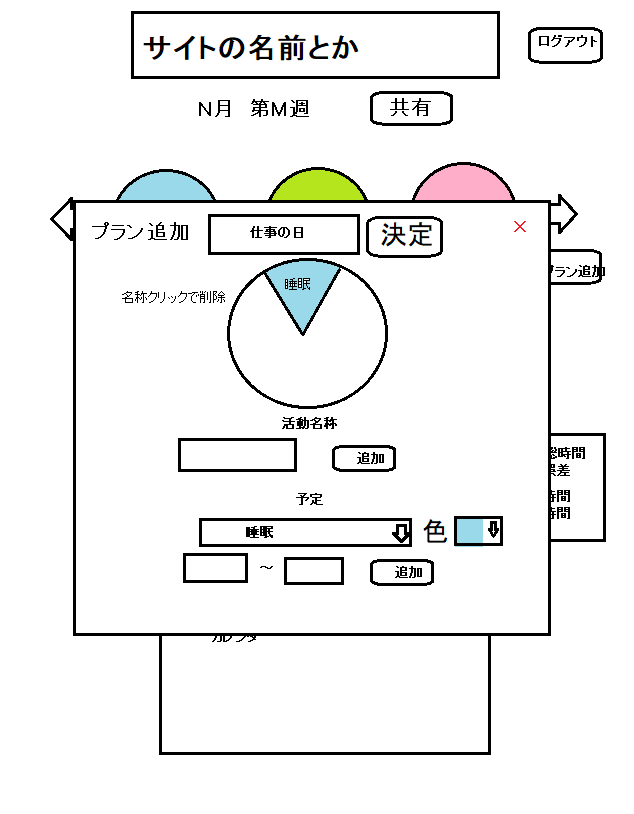 サイトの名前とか
ログアウト
N月 第M週
共有
プラン追加
仕事の日
決定
×
ラン追加
名称クリックで削除
睡眠
活動名称
追加
総時間
誤差
時間
時間
予定
睡眠
色
～
追加
カレンダ